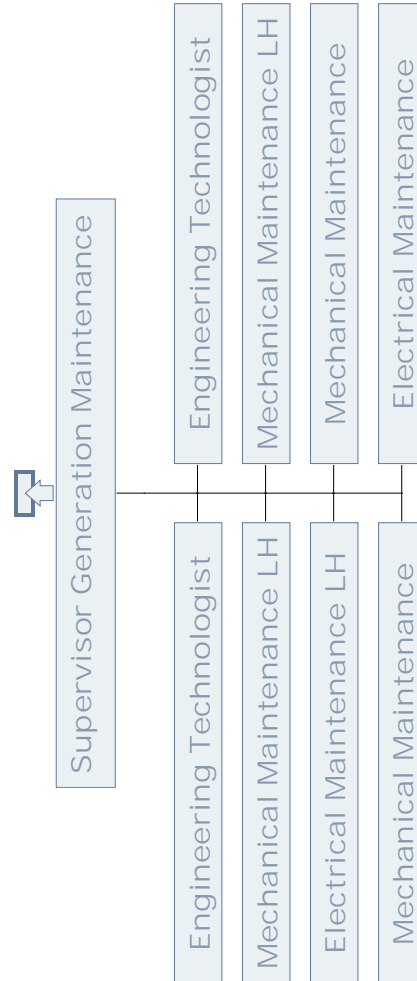 Supervisor Generation Maintenance
Engineering Technologist
Engineering Technologist
Mechanical Maintenance LH
Mechanical Maintenance LH
Electrical Maintenance LH
Mechanical Maintenance
Mechanical Maintenance
Electrical Maintenance